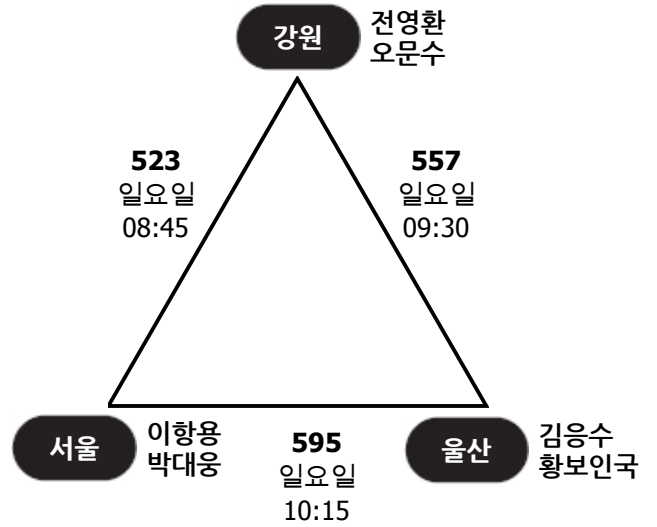 강원
전영환
오문수
523
일요일
08:45
557
일요일
09:30
서울
이항용
박대웅
595
일요일
10:15
울산
김응수
황보인국